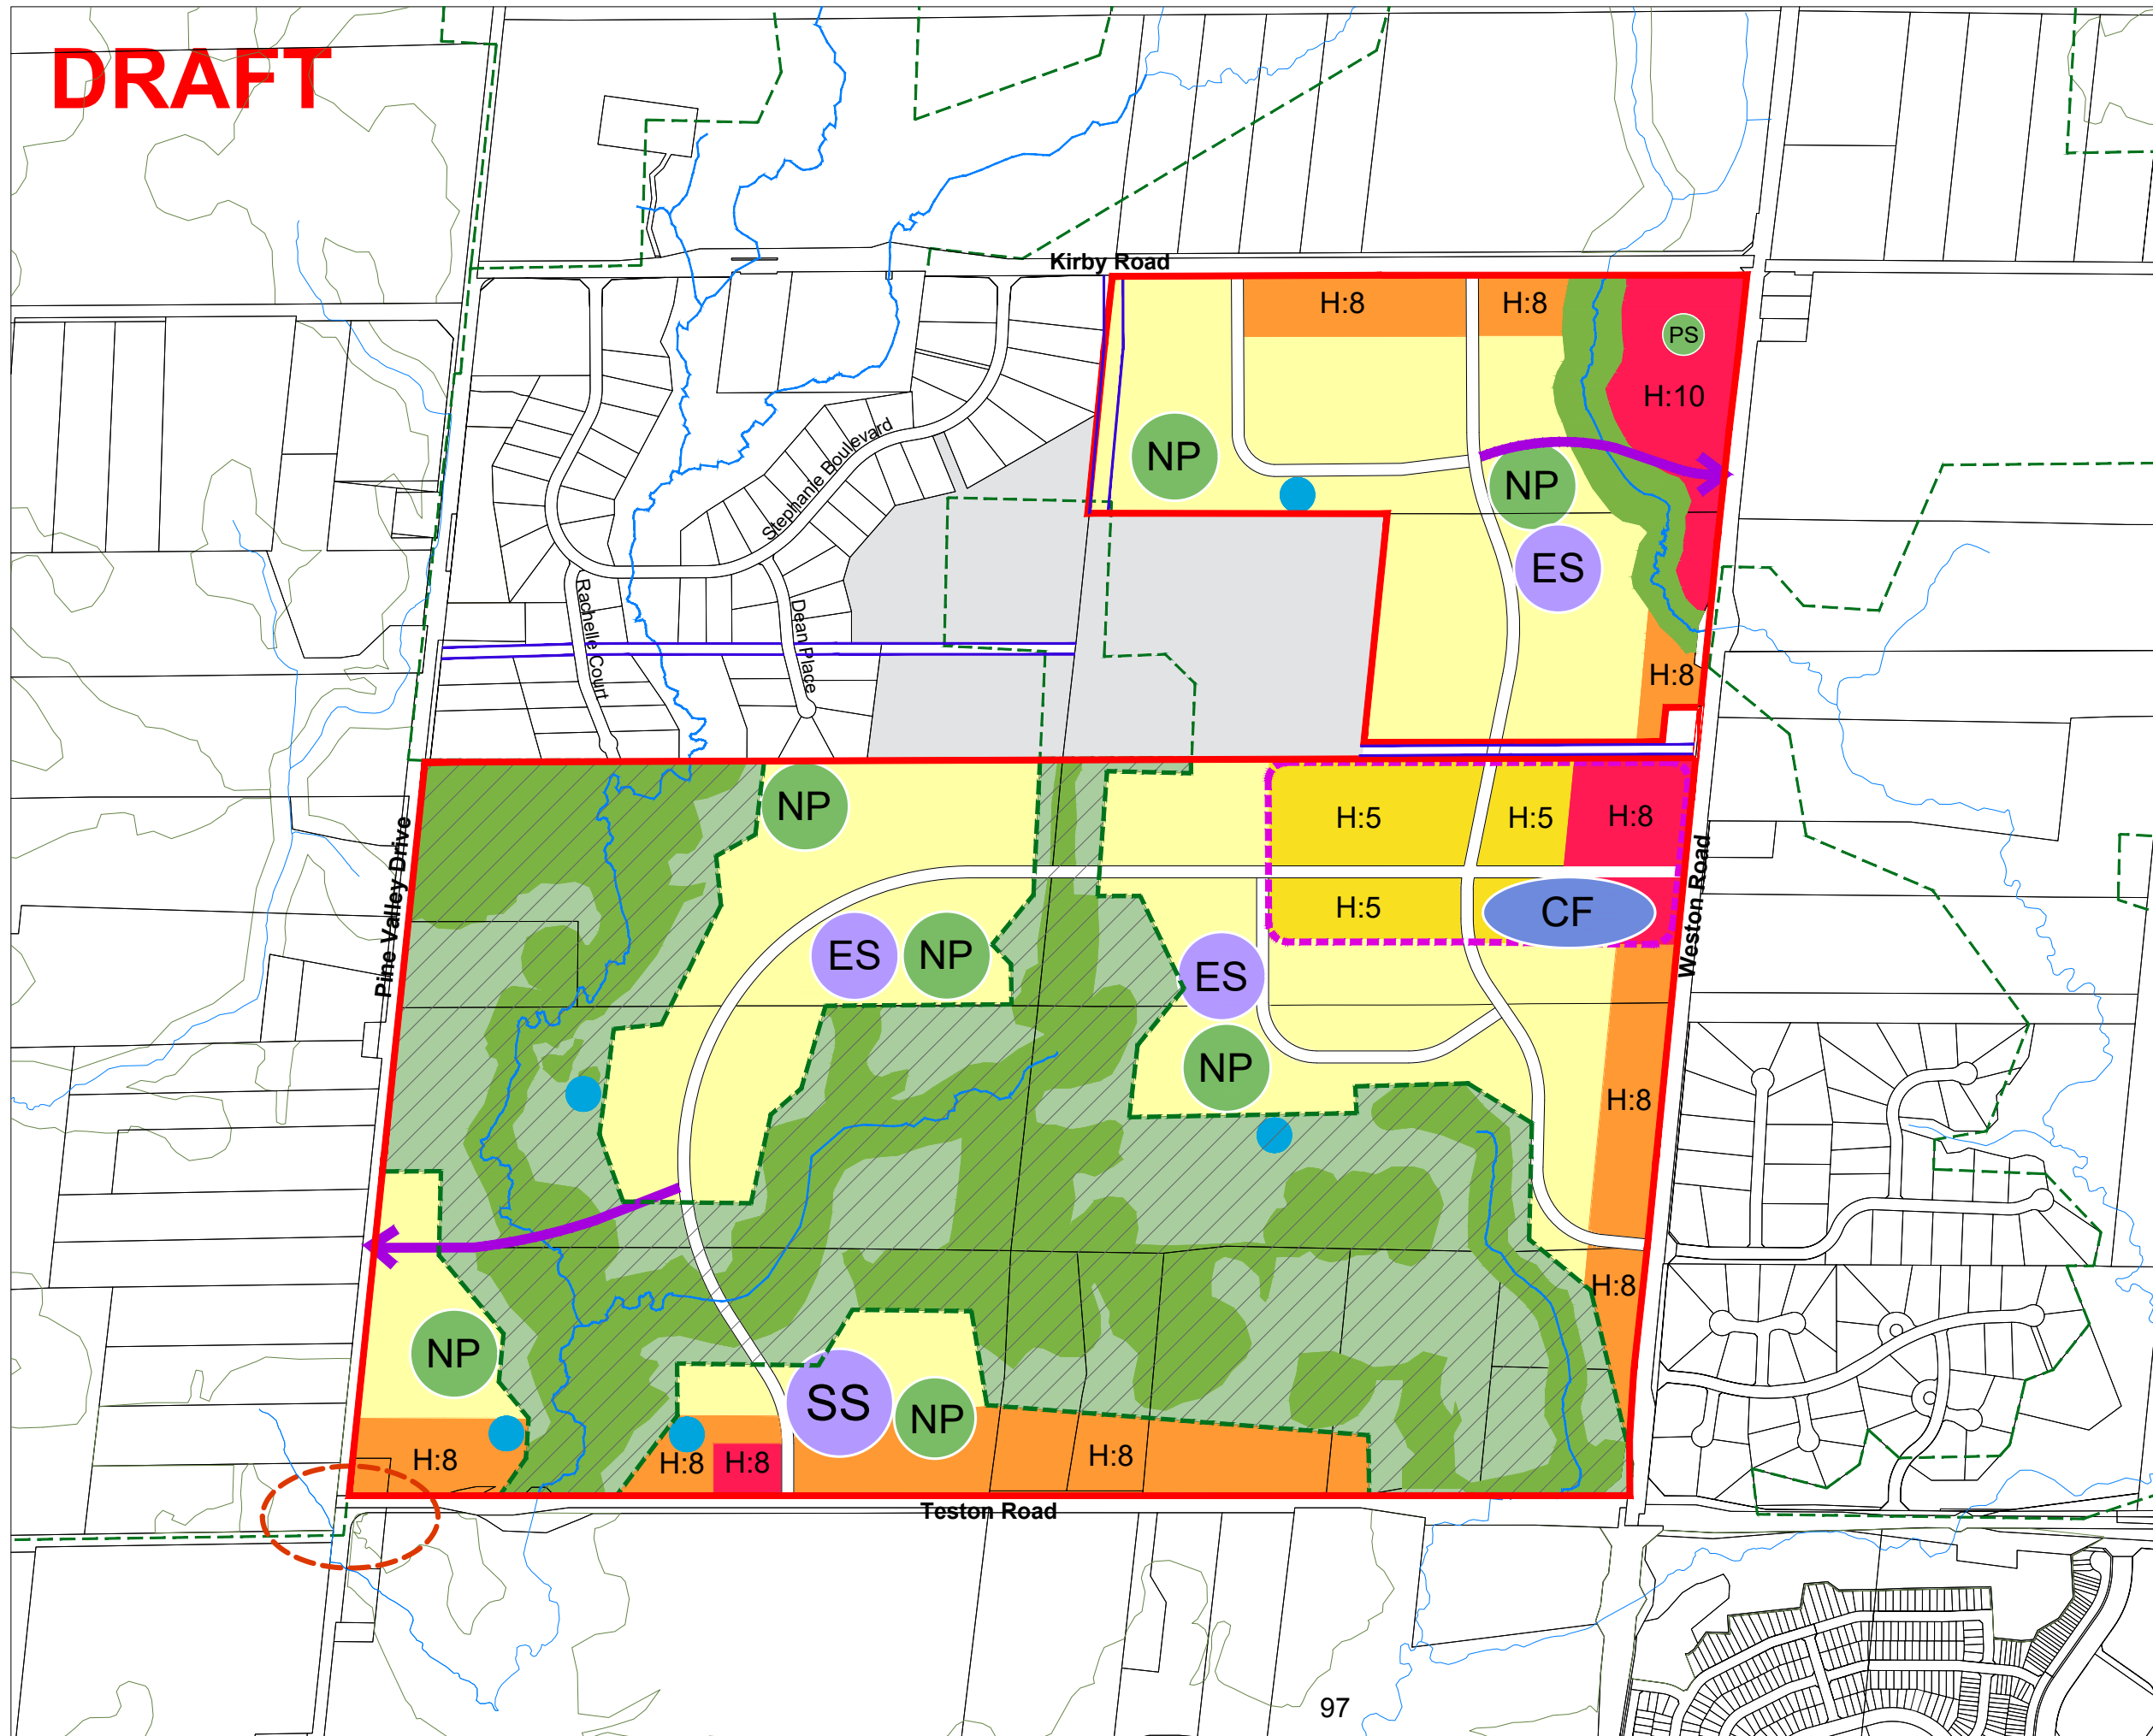 DRAFT
Kirby Road
H:8
H:8
PS
H:10
NP
NP
Stephanie Boulevard
ES
Rachelle Court
Dean Place
H:8
NP
H:5
H:5
H:8
Pine Valley Drive
Weston Road
H:5
CF
ES
NP
ES
NP
H:8
H:8
NP
SS
NP
H:8
H:8
H:8
H:8
Teston Road
97